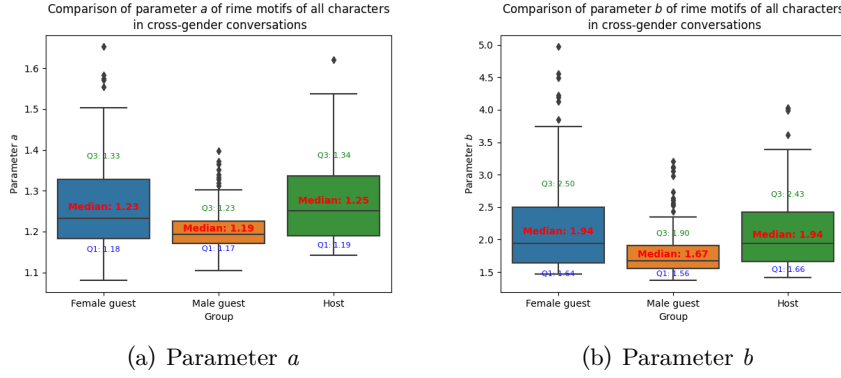 Comparison of parameter a of rime motifs of all characters
in cross-gender conversations
1.6
1.5
1.4
1.3
1.2
1.1
Parameter a
Q3: 1.33
Median: 1.23
Q1: 1.18
Q3: 1.23
Median: 1.19
Q1: 1.17
Q3: 1.34
Median: 1.25
Q1: 1.19
Female guest
Male guest
Host
Group
(a) Parameter a
Comparison of parameter b of rime motifs of all characters
in cross-gender conversations
5.0
4.5
4.0
3.5
3.0
2.5
2.0
1.5
Parameter b
Q3: 2.50
Median: 1.94
Q1: 1.64
Q3: 1.90
Median: 1.67
Q1: 1.56
Q3: 2.43
Median: 1.94
Q1: 1.66
Female guest
Male guest
Host
Group
(b) Parameter b